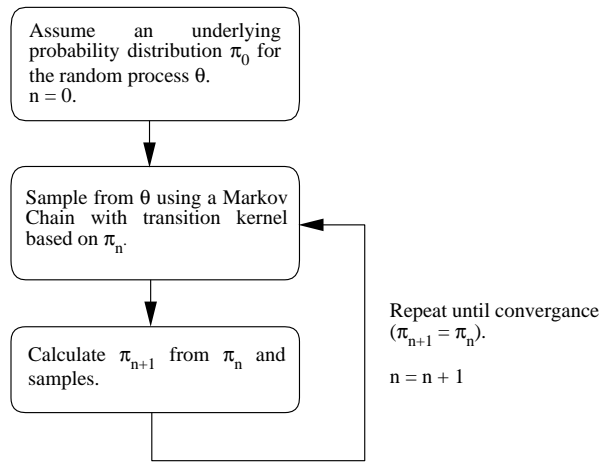 Assume an underlying
probability distribution π0 for
the random process θ.
n = 0.
Sample from θ using a Markov
Chain with transition kernel
based on πn.
Calculate πn+1 from πn and
samples.
Repeat until convergance
(πn+1 = πn).
n = n + 1